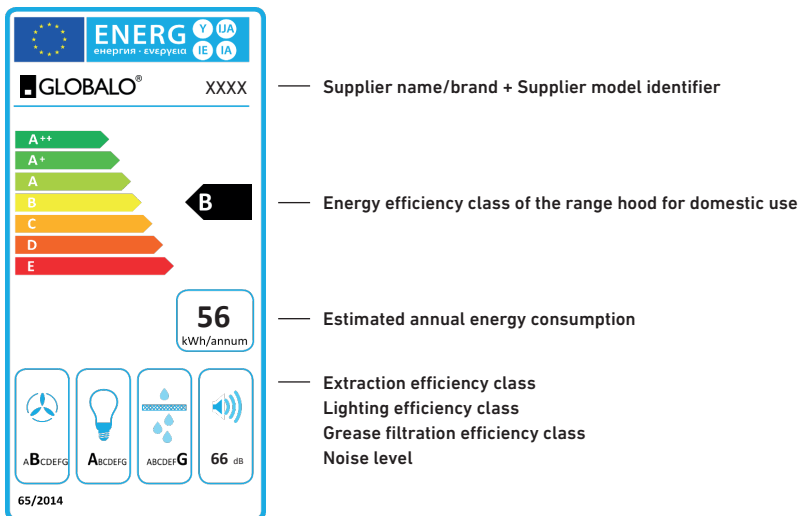 ENERG Y IJA
енергия · ενεργεια IE IA
GLOBALO® XXXX
Supplier name/brand + Supplier model identifier
A++
A+
A
B
C
D
E
B
Energy efficiency class of the range hood for domestic use
56
kWh/annum
Estimated annual energy consumption
ABCDEFG
ABCDEFG
ABCDEFG
66 dB
Extraction efficiency class
Lighting efficiency class
Grease filtration efficiency class
Noise level
65/2014